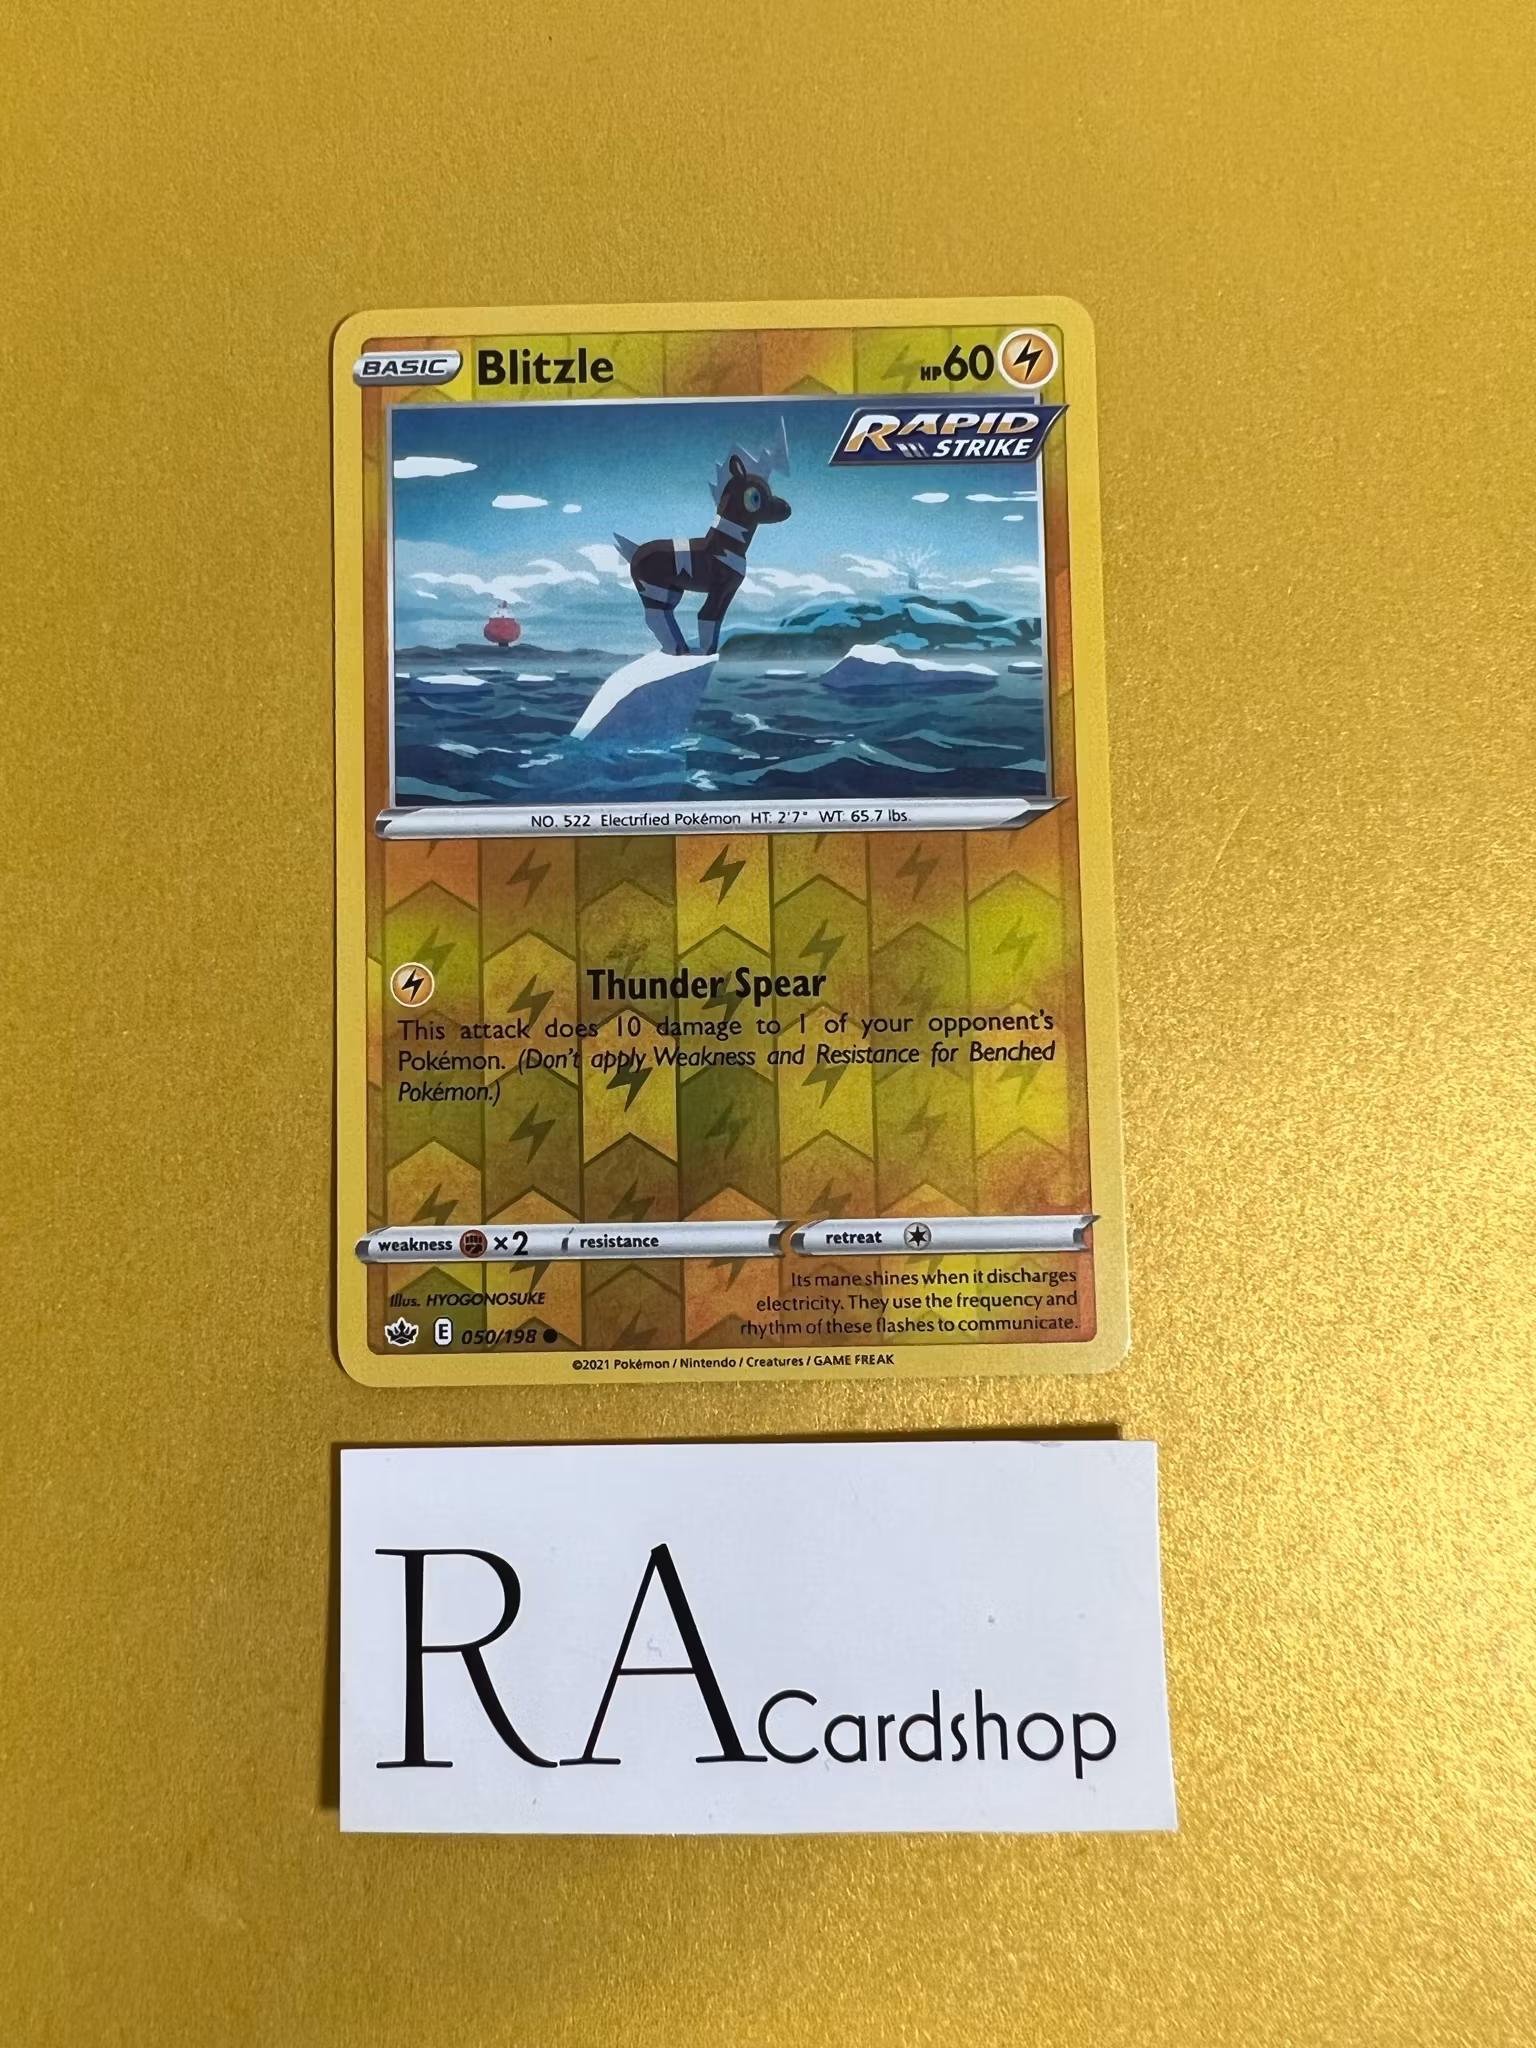 BASIC Blitzle HP60
RAPID
STRIKE
NO. 522 Electrified Pokémon HT: 2'7" WT: 65.7 lbs.
Thunder Spear
This attack does 10 damage to 1 of your opponent's
Pokémon. (Don't apply Weakness and Resistance for Benched
Pokémon.)
weakness ×2 resistance retreat
Its mane shines when it discharges
electricity. They use the frequency and
rhythm of these flashes to communicate.
Illus. HYOGONOSUKE
E 050/198
©2021 Pokémon / Nintendo / Creatures / GAME FREAK
RA Cardshop